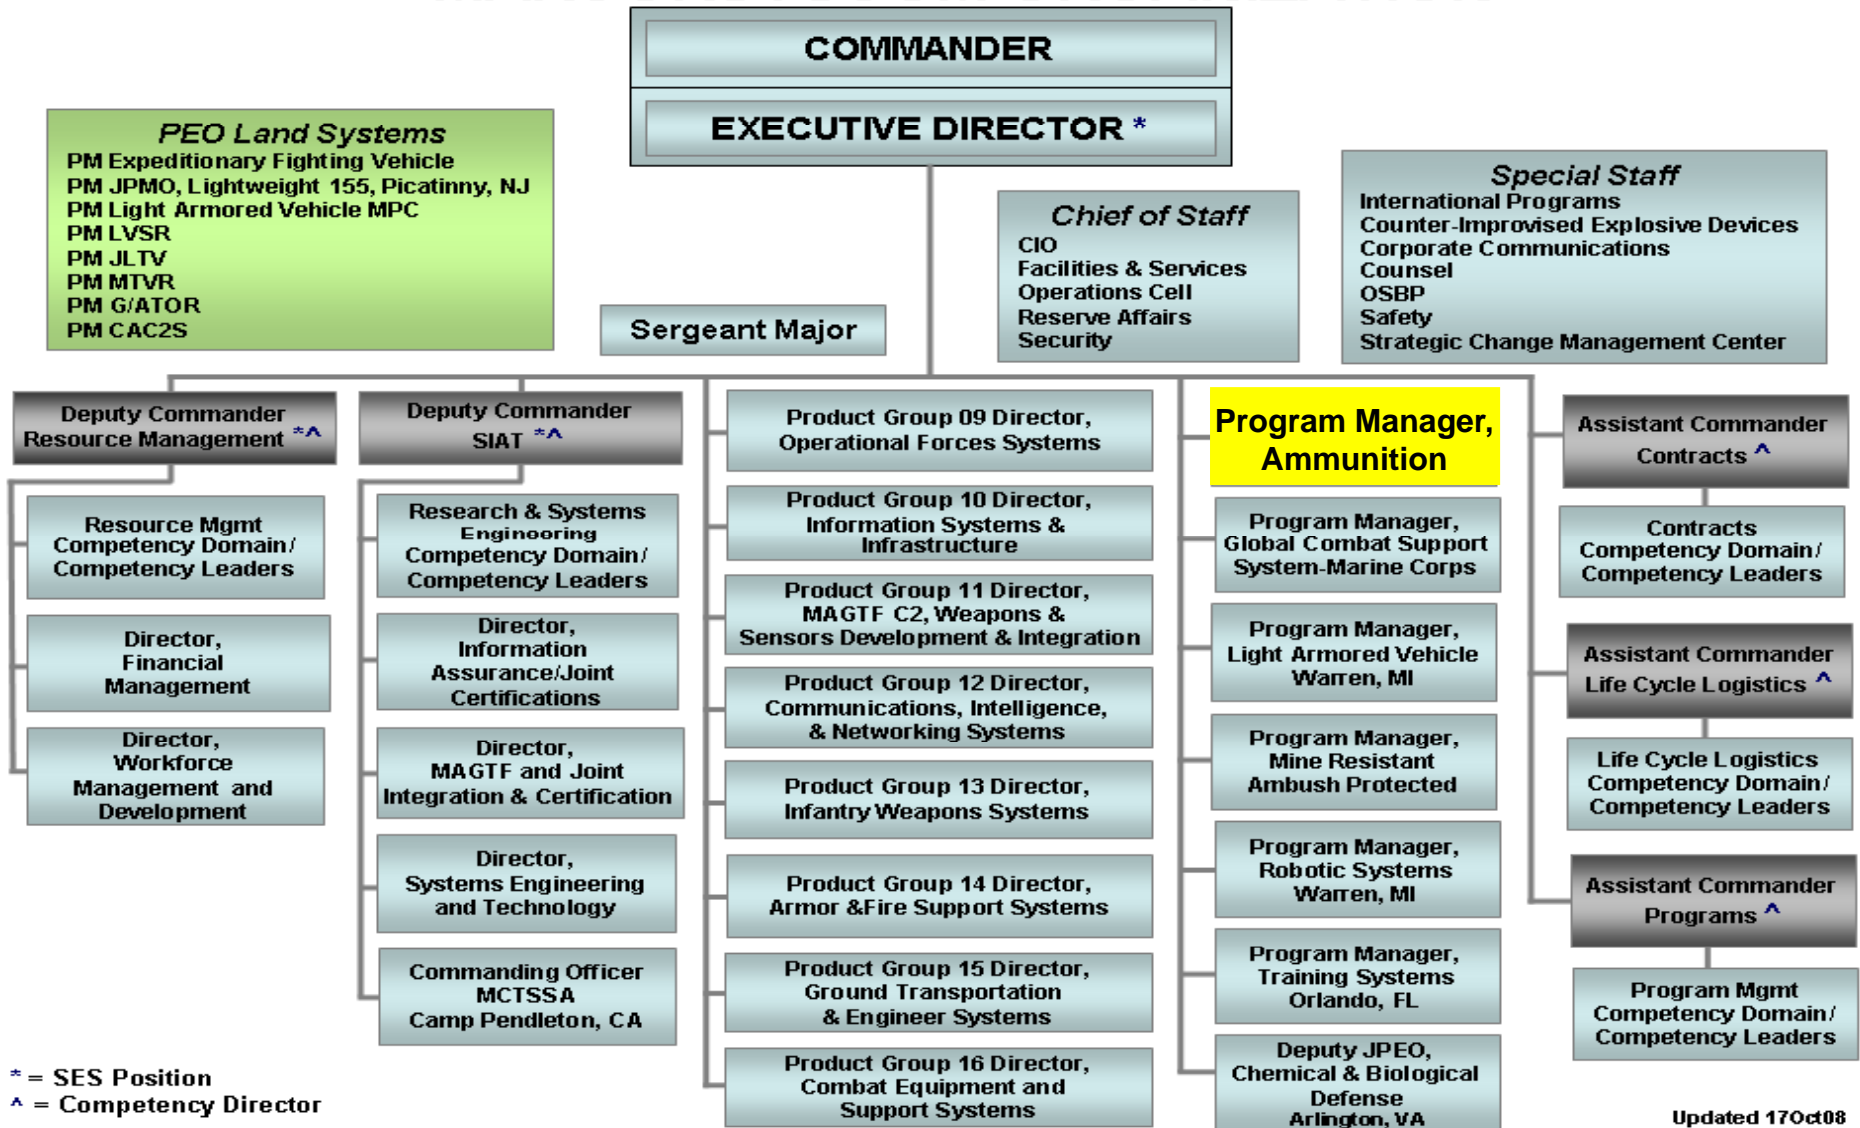 COMMANDER
EXECUTIVE DIRECTOR *
PEO Land Systems
PM Expeditionary Fighting Vehicle
PM JPMO, Lightweight 155, Picatinny, NJ
PM Light Armored Vehicle MPC
PM LVSR
PM JLTV
PM MTVR
PM G/ATOR
PM CAC2S
Sergeant Major
Chief of Staff
CIO
Facilities & Services
Operations Cell
Reserve Affairs
Security
Special Staff
International Programs
Counter-Improvised Explosive Devices
Corporate Communications
Counsel
OSBP
Safety
Strategic Change Management Center
Deputy Commander
Resource Management *^
Resource Mgmt
Competency Domain/
Competency Leaders
Director,
Financial
Management
Director,
Workforce
Management and
Development
Deputy Commander
SIAT *^
Research & Systems
Engineering
Competency Domain/
Competency Leaders
Director,
Information
Assurance/Joint
Certifications
Director,
MAGTF and Joint
Integration & Certification
Director,
Systems Engineering
and Technology
Commanding Officer
MCTSSA
Camp Pendleton, CA
Product Group 09 Director,
Operational Forces Systems
Product Group 10 Director,
Information Systems &
Infrastructure
Product Group 11 Director,
MAGTF C2, Weapons &
Sensors Development & Integration
Product Group 12 Director,
Communications, Intelligence,
& Networking Systems
Product Group 13 Director,
Infantry Weapons Systems
Product Group 14 Director,
Armor &Fire Support Systems
Product Group 15 Director,
Ground Transportation
& Engineer Systems
Product Group 16 Director,
Combat Equipment and
Support Systems
Program Manager,
Ammunition
Program Manager,
Global Combat Support
System-Marine Corps
Program Manager,
Light Armored Vehicle
Warren, MI
Program Manager,
Mine Resistant
Ambush Protected
Program Manager,
Robotic Systems
Warren, MI
Program Manager,
Training Systems
Orlando, FL
Deputy JPEO,
Chemical & Biological
Defense
Arlington, VA
Assistant Commander
Contracts ^
Contracts
Competency Domain/
Competency Leaders
Assistant Commander
Life Cycle Logistics ^
Life Cycle Logistics
Competency Domain/
Competency Leaders
Assistant Commander
Programs ^
Program Mgmt
Competency Domain/
Competency Leaders
* = SES Position
^ = Competency Director
Updated 17Oct08